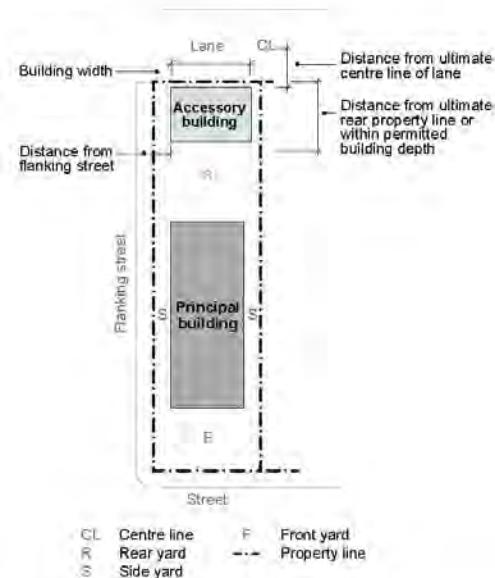 Lane
CL
Building width
Distance from ultimate
centre line of lane
Accessory
building
Distance from ultimate
rear property line or
within permitted
building depth
Distance from
flanking street
R
Flanking street
S
Principal
building
S
F
Street
CL Centre line
F Front yard
R Rear yard
Property line
S Side yard